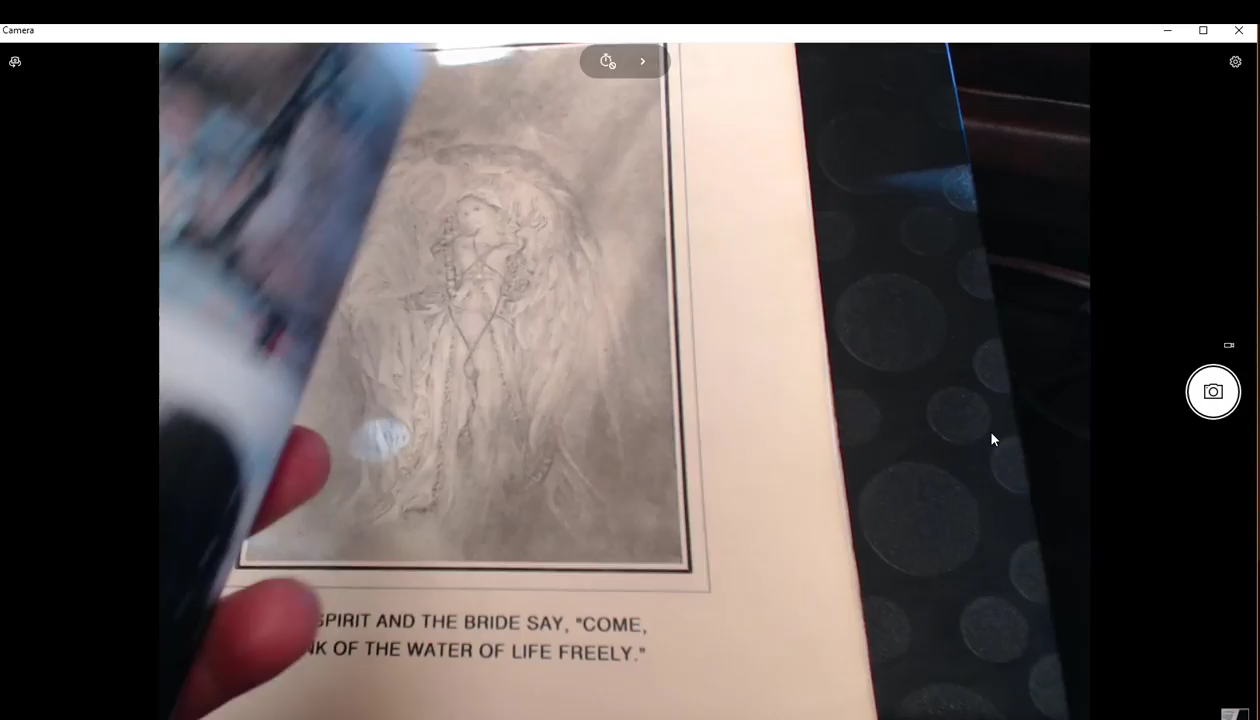 Camera
SPIRIT AND THE BRIDE SAY, "COME,
OF THE WATER OF LIFE FREELY."